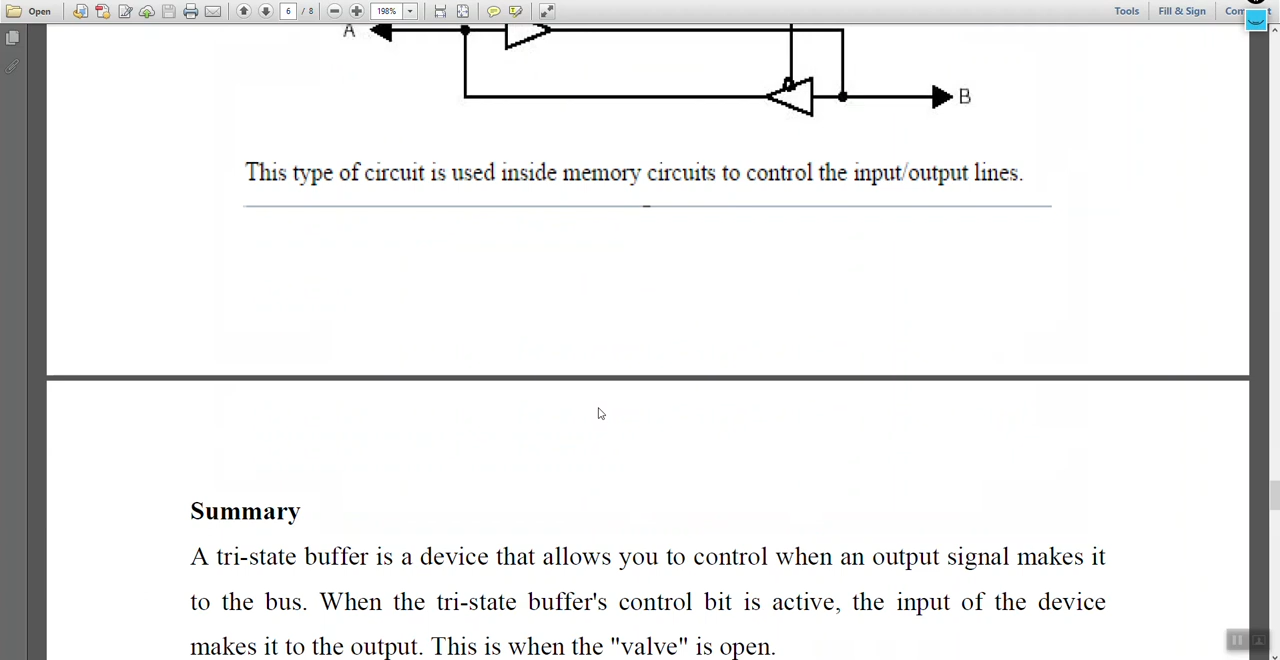 Open 6 / 8 198% Tools Fill & Sign
A
B
This type of circuit is used inside memory circuits to control the input/output lines.
Summary
A tri-state buffer is a device that allows you to control when an output signal makes it
to the bus. When the tri-state buffer's control bit is active, the input of the device
makes it to the output. This is when the "valve" is open.